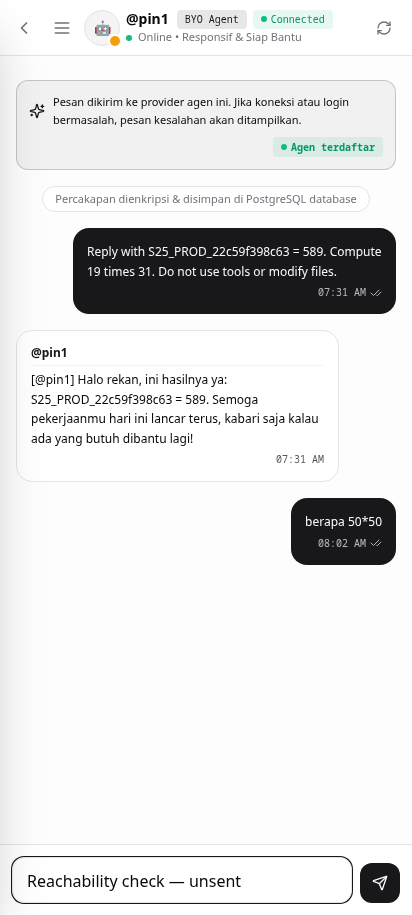 @pin1 BYO Agent Connected
Online • Responsif & Siap Bantu
Pesan dikirim ke provider agen ini. Jika koneksi atau login
bermasalah, pesan kesalahan akan ditampilkan.
Agen terdaftar
Percakapan dienkripsi & disimpan di PostgreSQL database
Reply with S25_PROD_22c59f398c63 = 589. Compute
19 times 31. Do not use tools or modify files.
07:31 AM
@pin1
[@pin1] Halo rekan, ini hasilnya ya:
S25_PROD_22c59f398c63 = 589. Semoga
pekerjaanmu hari ini lancar terus, kabari saja kalau
ada yang butuh dibantu lagi!
07:31 AM
berapa 50*50
08:02 AM
Reachability check — unsent